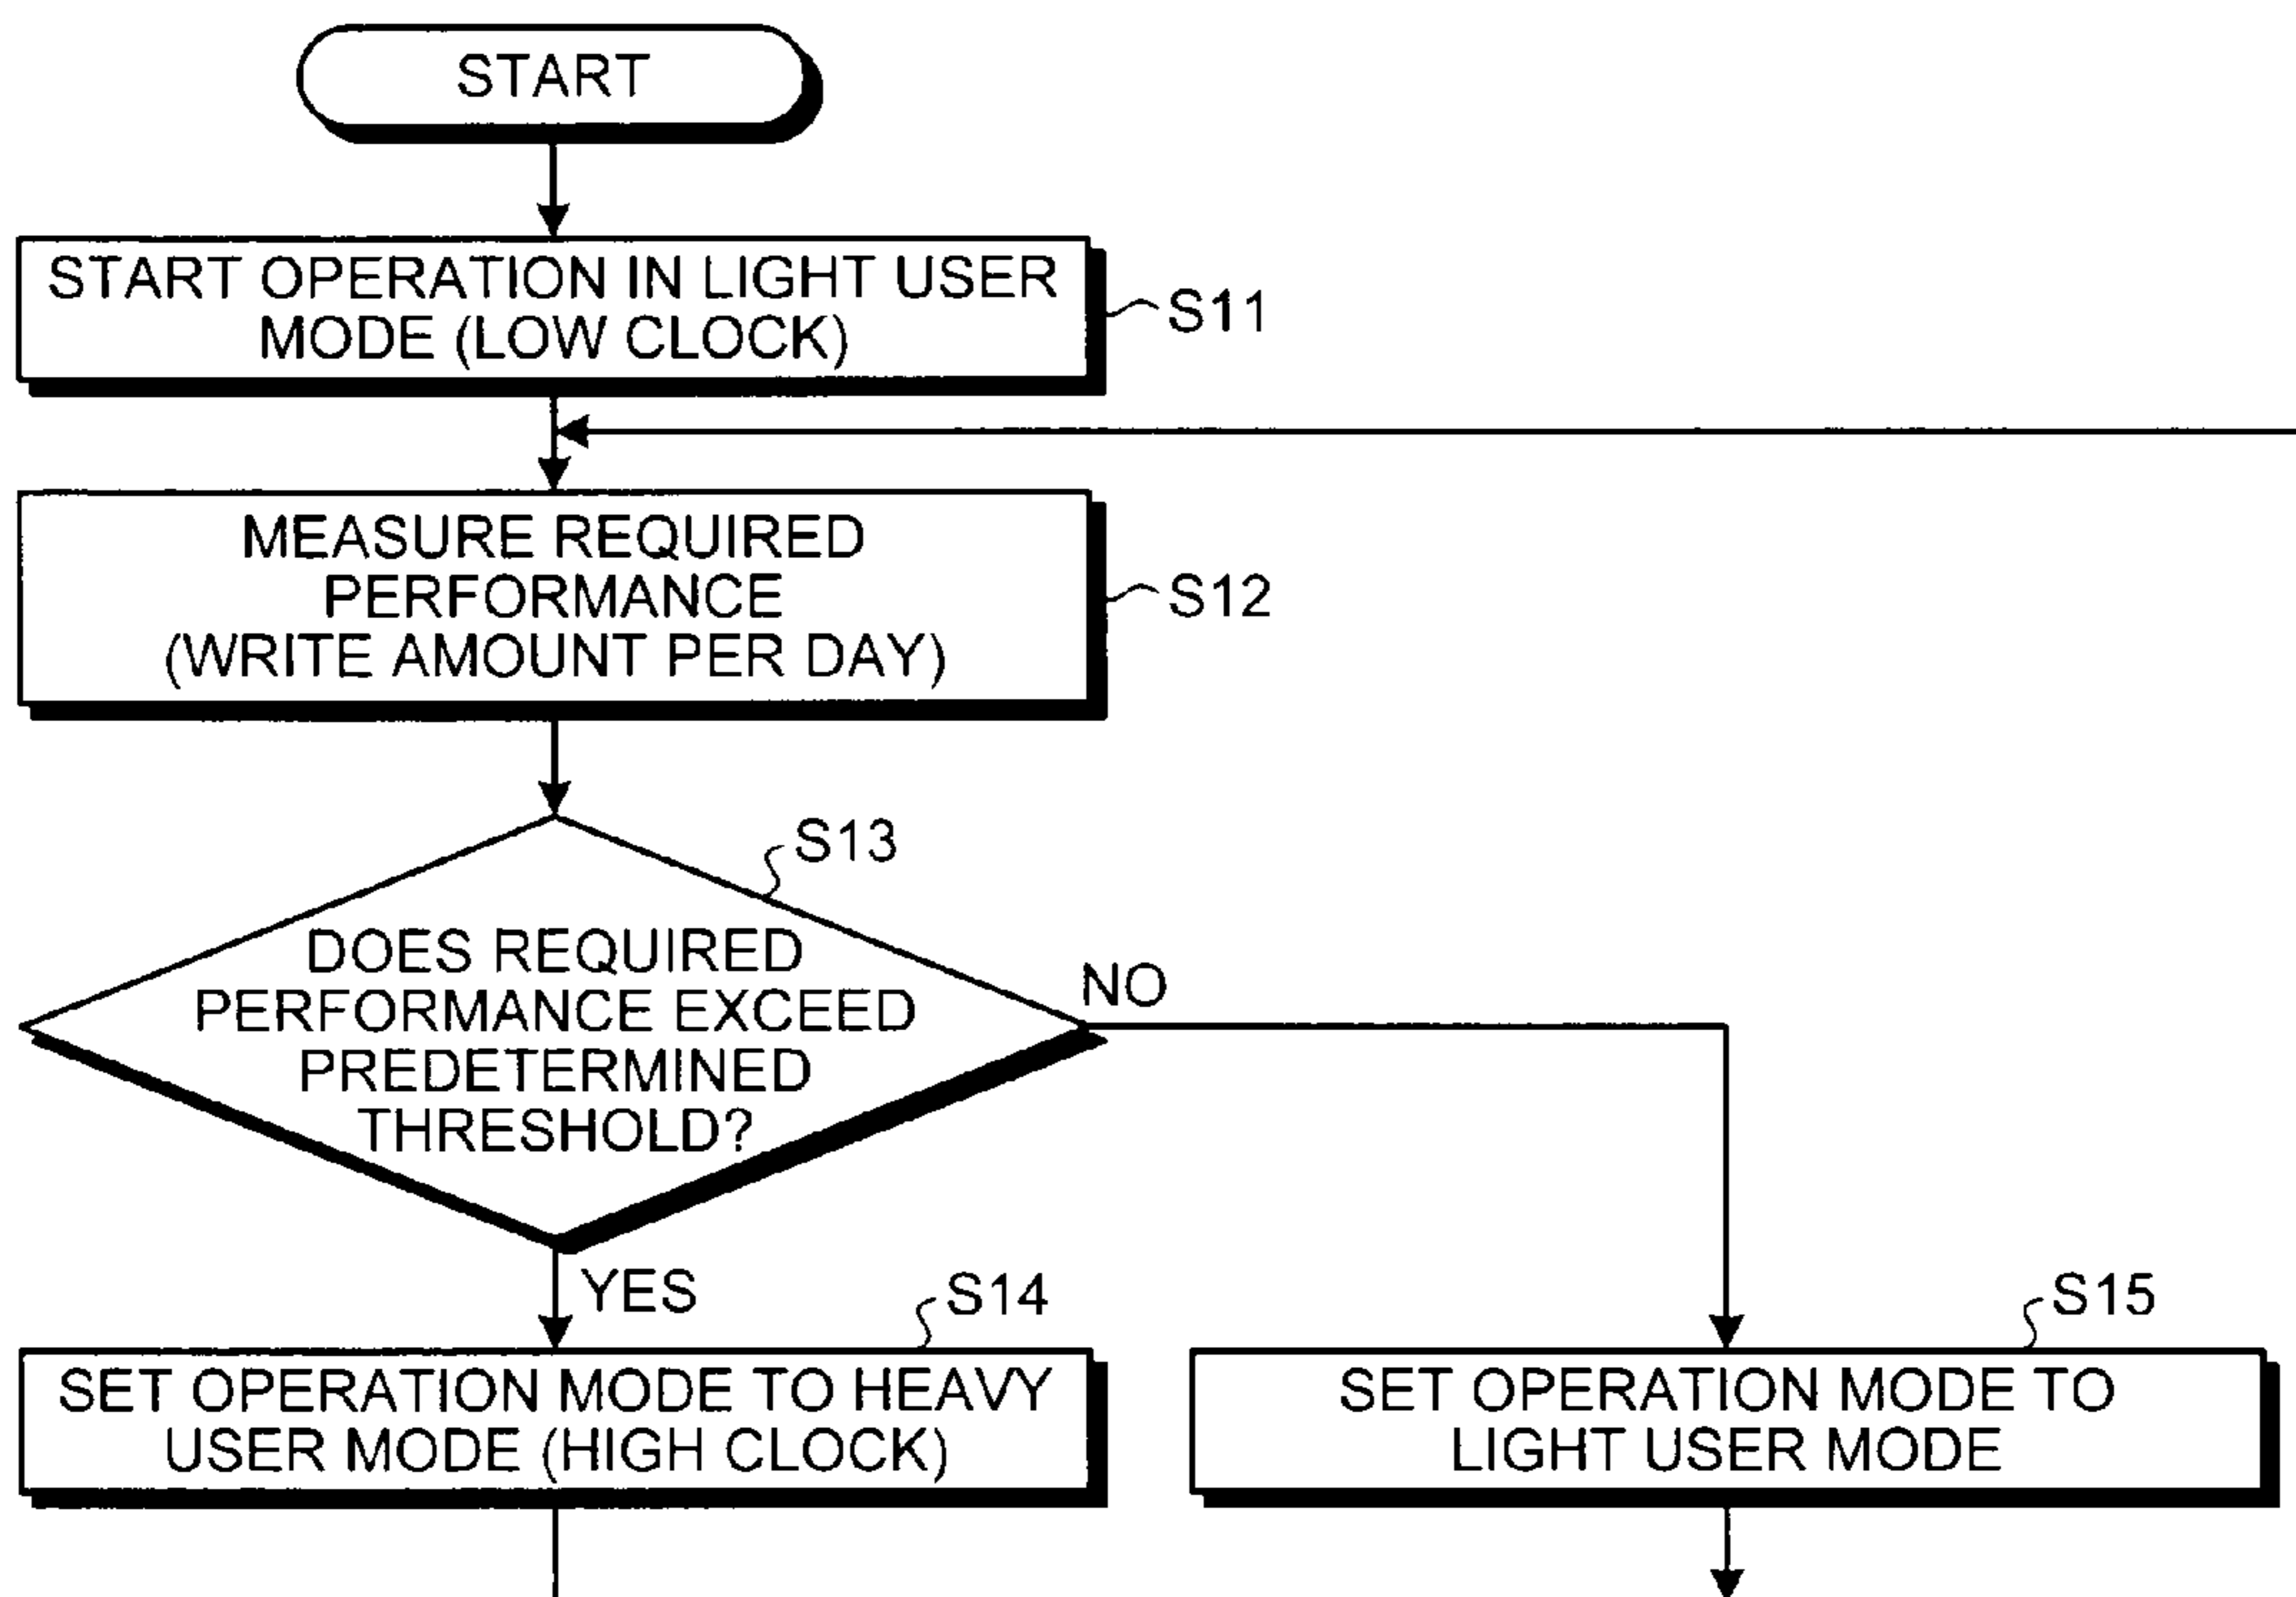 START
START OPERATION IN LIGHT USER
MODE (LOW CLOCK)
S11
MEASURE REQUIRED
PERFORMANCE
(WRITE AMOUNT PER DAY)
S12
S13
DOES REQUIRED
PERFORMANCE EXCEED
PREDETERMINED
THRESHOLD?
NO
YES
S14
SET OPERATION MODE TO HEAVY
USER MODE (HIGH CLOCK)
S15
SET OPERATION MODE TO
LIGHT USER MODE